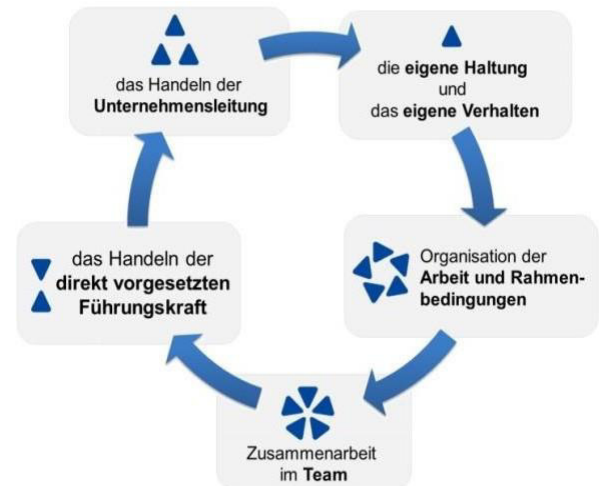 das Handeln der
Unternehmensleitung
die eigene Haltung
und
das eigene Verhalten
Organisation der
Arbeit und Rahmen-
bedingungen
Zusammenarbeit
im Team
das Handeln der
direkt vorgesetzten
Führungskraft